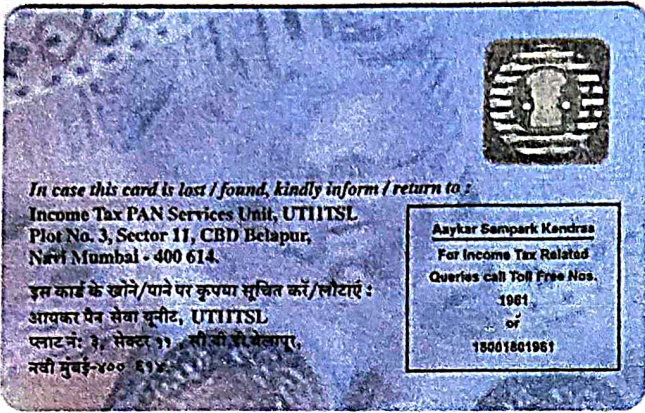 In case this card is lost / found, kindly inform / return to :
Income Tax PAN Services Unit, UTIITSL
Plot No. 3, Sector 11, CBD Belapur,
Navi Mumbai - 400 614.
इस कार्ड के खोने/पाने पर कृपया सूचित करें/लौटाएं :
आयकर पैन सेवा यूनीट, UTIITSL
प्लाट नं: ३, सेक्टर ११ , सी.बी.डी.बेलापूर,
नवी मुंबई-४०० ६१४.
Aaykar Sampark Kendras
For Income Tax Related
Queries call Toll Free Nos.
1961
or
18001801961